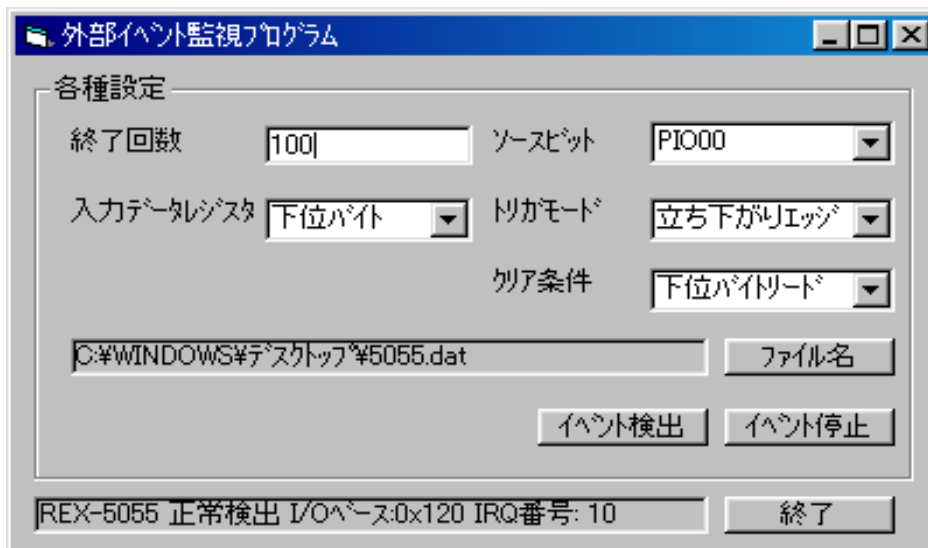 外部ｲﾍﾞﾝﾄ監視ﾌﾟﾛｸﾞﾗﾑ
各種設定
終了回数 100 ｿｰｽﾋﾞｯﾄ PIO00
入力ﾃﾞｰﾀﾚｼﾞｽﾀ 下位ﾊﾞｲﾄ ﾄﾘｶﾞﾓｰﾄﾞ 立ち下がりｴｯｼﾞ
ｸﾘｱ条件 下位ﾊﾞｲﾄﾘｰﾄﾞ
C:¥WINDOWS¥ﾃﾞｽｸﾄｯﾌﾟ¥5055.dat ファイル名
ｲﾍﾞﾝﾄ検出 ｲﾍﾞﾝﾄ停止
REX-5055 正常検出 I/Oﾍﾞｰｽ:0x120 IRQ番号: 10 終了